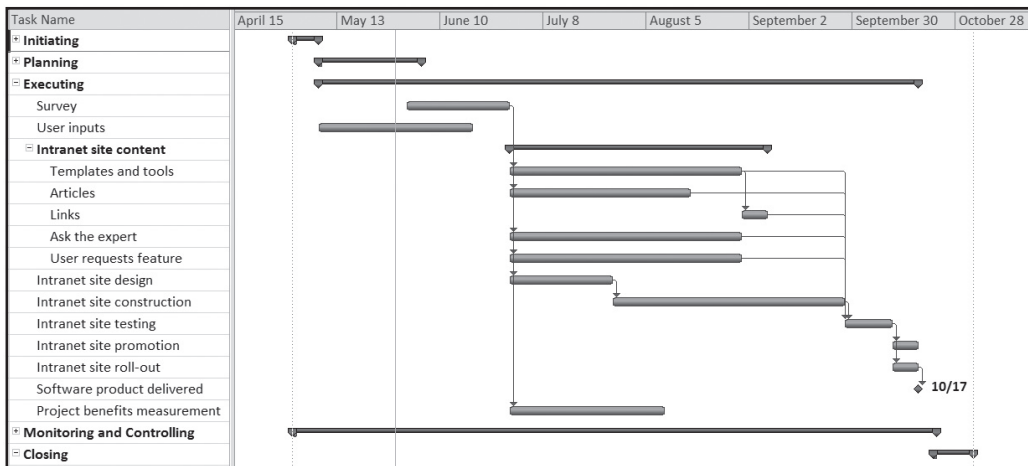 Task Name April 15 May 13 June 10 July 8 August 5 September 2 September 30 October 28
Initiating
Planning
Executing
Survey
User inputs
Intranet site content
Templates and tools
Articles
Links
Ask the expert
User requests feature
Intranet site design
Intranet site construction
Intranet site testing
Intranet site promotion
Intranet site roll-out
Software product delivered 10/17
Project benefits measurement
Monitoring and Controlling
Closing